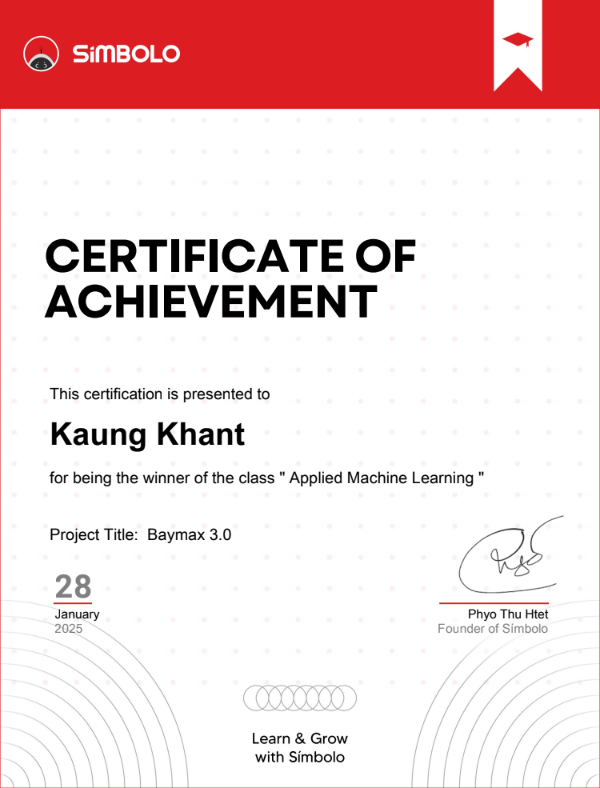 SíMBOLO
CERTIFICATE OF
ACHIEVEMENT
This certification is presented to
Kaung Khant
for being the winner of the class " Applied Machine Learning "
Project Title:  Baymax 3.0
28
January
2025
Phyo Thu Htet
Founder of Símbolo
Learn & Grow
with Símbolo